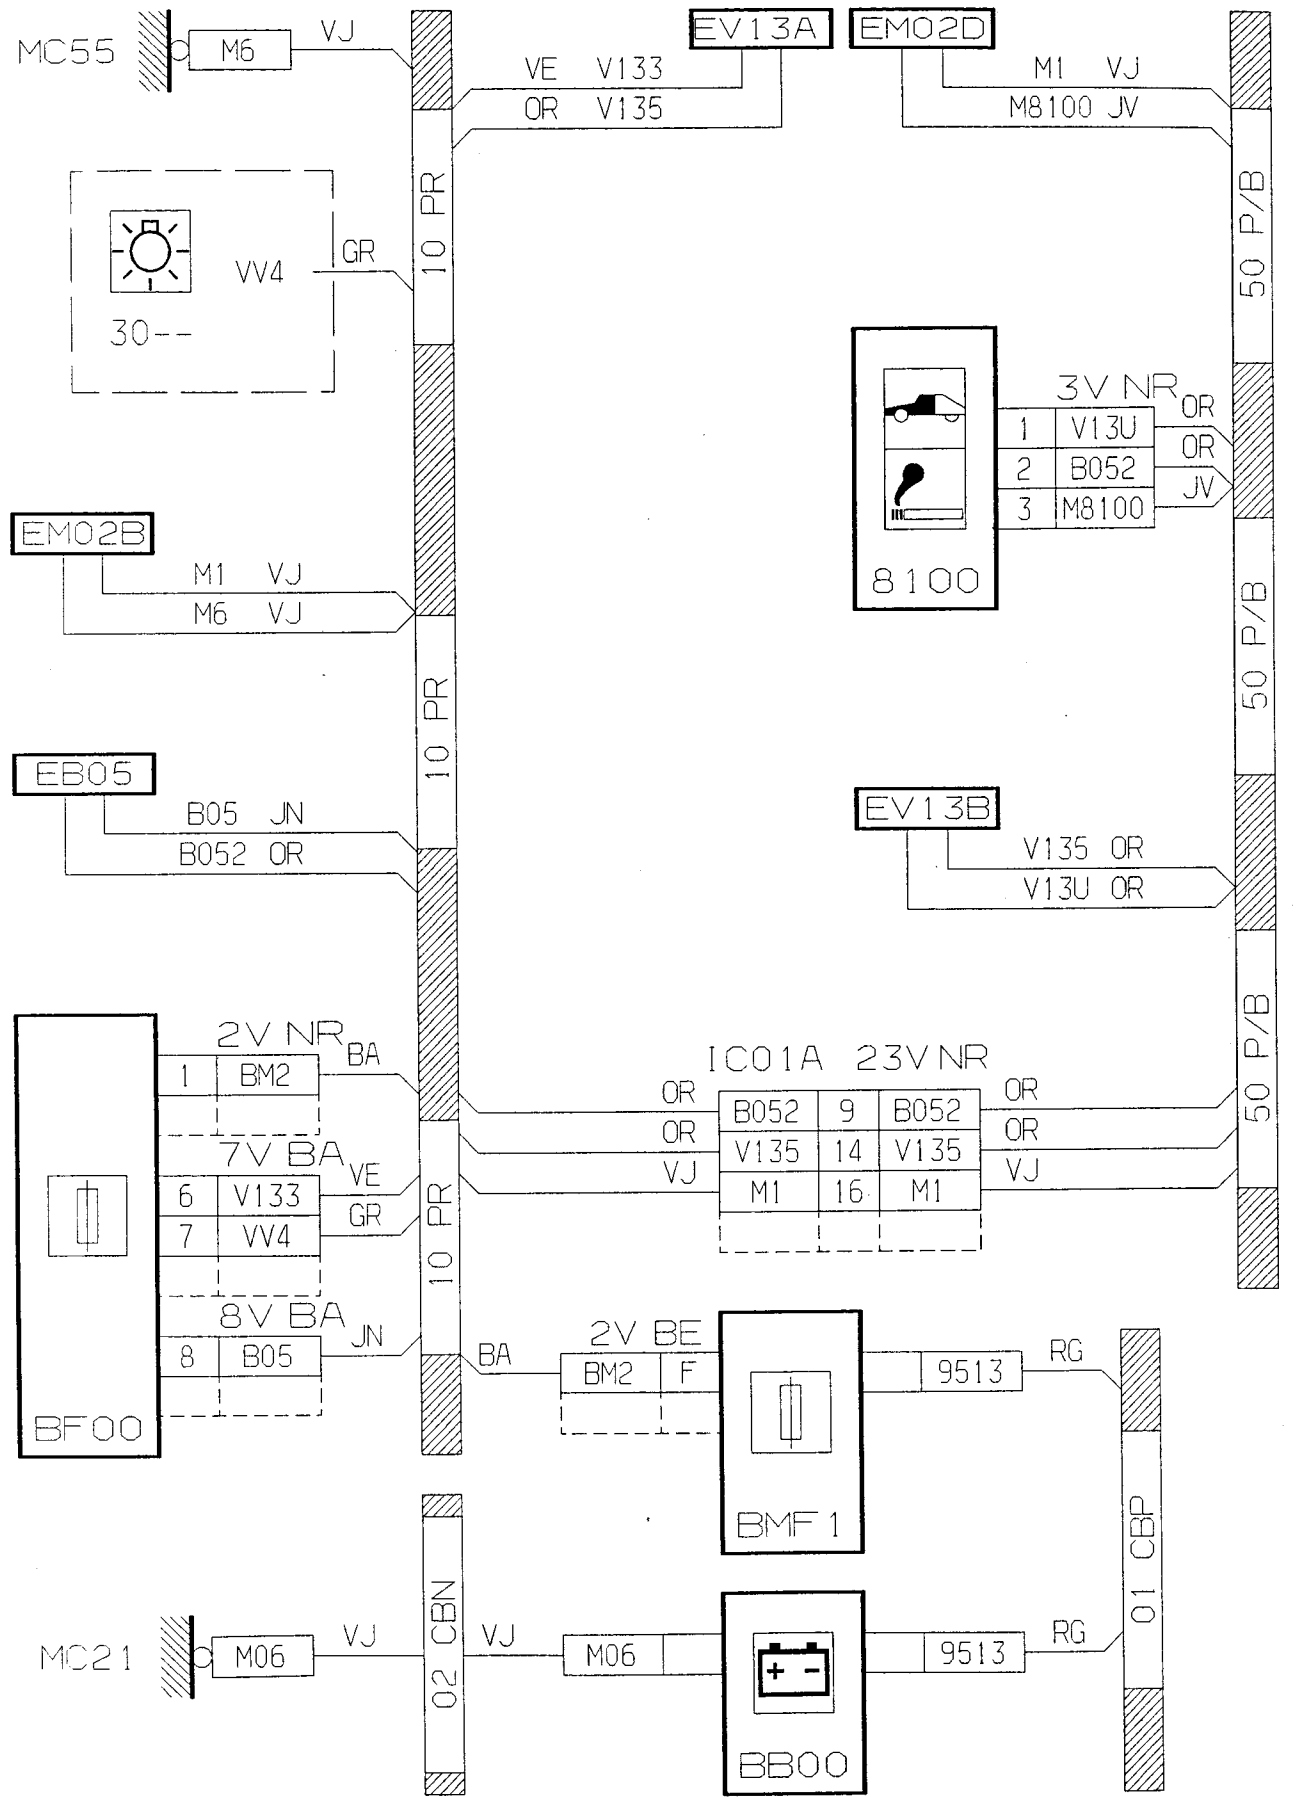 MC55 M6 VJ
EV13A EM02D
VE V133
OR V135
M1 VJ
M8100 JV
10 PR
50 P/B
VV4 GR
30--
8100
3V NR
1 V13U OR
2 B052 OR
3 M8100 JV
EM02B
M1 VJ
M6 VJ
10 PR
50 P/B
EB05
B05 JN
B052 OR
EV13B
V135 OR
V13U OR
BF00
2V NR
1 BM2 BA
7V BA
6 V133 VE
7 VV4 GR
8V BA
8 B05 JN
10 PR
IC01A 23V NR
OR B052 9 B052 OR
OR V135 14 V135 OR
VJ M1 16 M1 VJ
50 P/B
2V BE
BA BM2 F
9513 RG
BMF1
01 CBP
02 CBN
MC21 M06 VJ
VJ M06
+ -
9513 RG
BB00